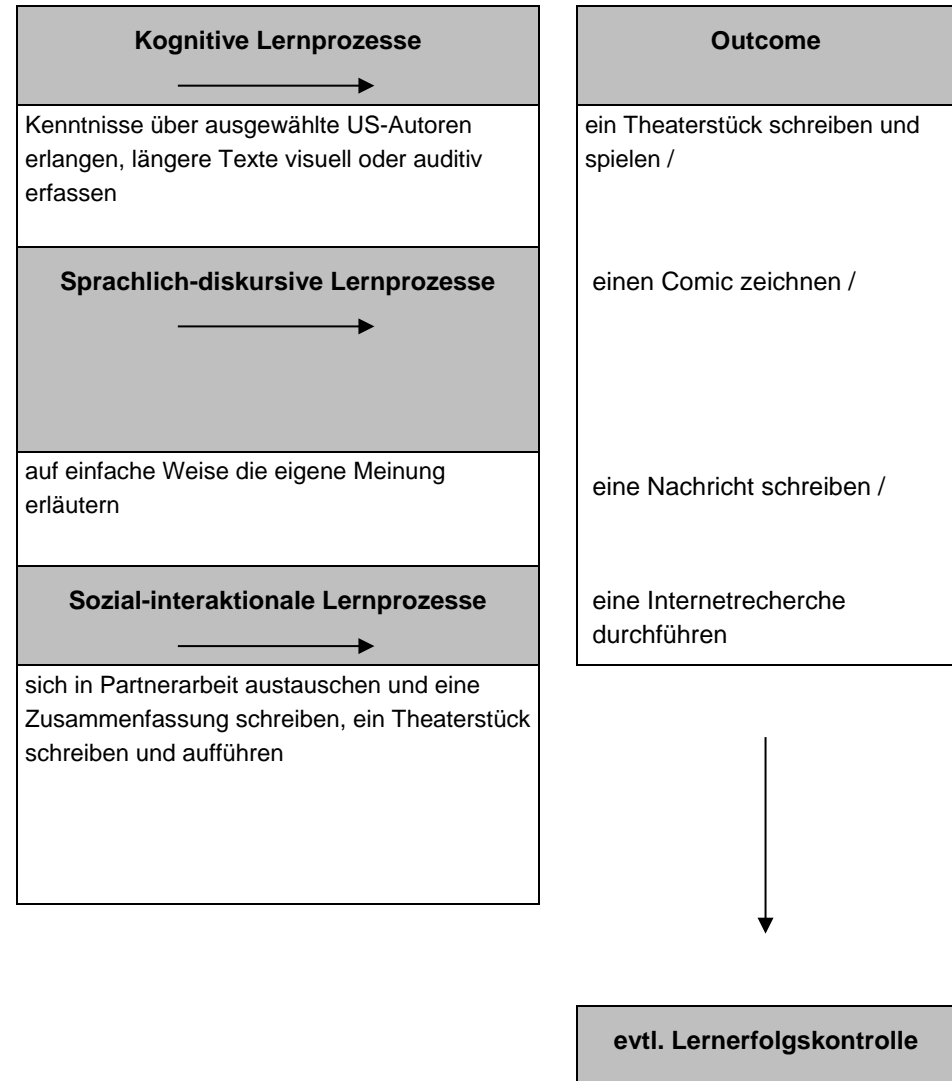 Kognitive Lernprozesse
Kenntnisse über ausgewählte US-Autoren
erlangen, längere Texte visuell oder auditiv
erfassen
Sprachlich-diskursive Lernprozesse
auf einfache Weise die eigene Meinung
erläutern
Sozial-interaktionale Lernprozesse
sich in Partnerarbeit austauschen und eine
Zusammenfassung schreiben, ein Theaterstück
schreiben und aufführen
Outcome
ein Theaterstück schreiben und
spielen /
einen Comic zeichnen /
eine Nachricht schreiben /
eine Internetrecherche
durchführen
evtl. Lernerfolgskontrolle